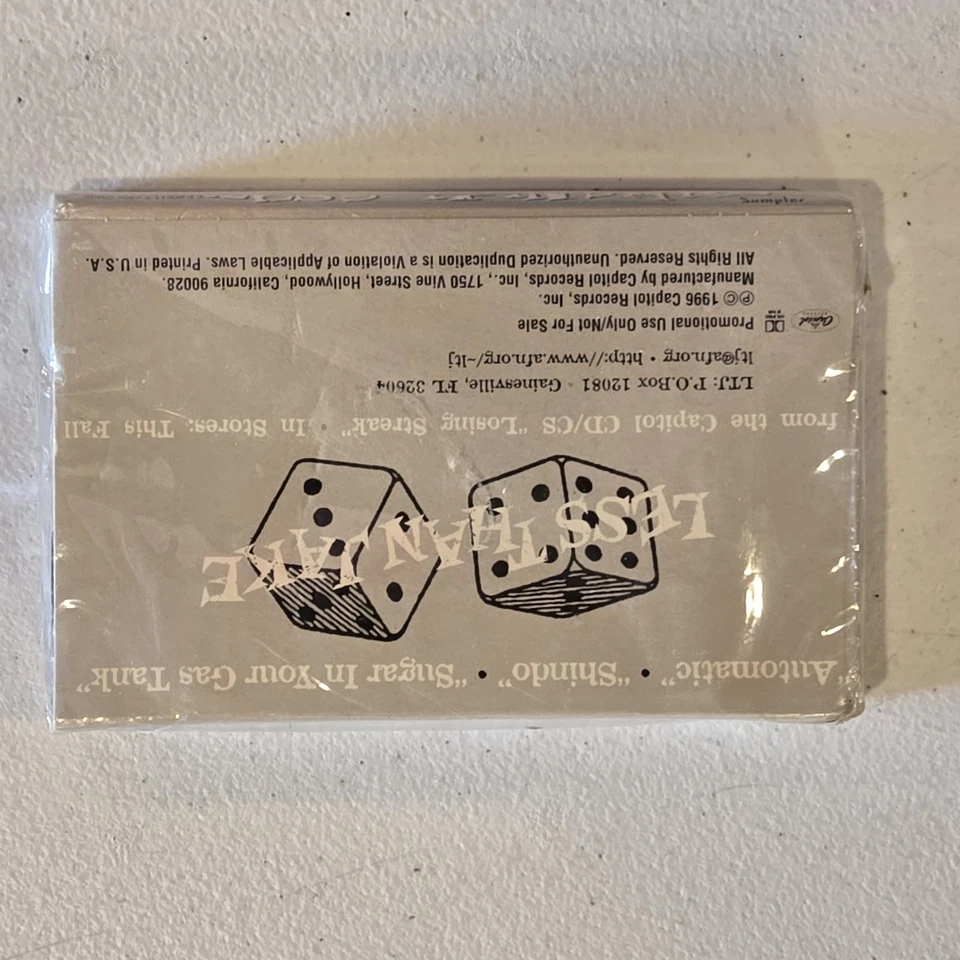 "Automatic" • "Shindo" • "Sugar In Your Gas Tank"
LESS THAN JAKE
from the Capitol CD/CS "Losing Streak" • In Stores: This Fall
LTJ: P.O.Box 12081 • Gainesville, FL 32604
ltj@afn.org • http://www.afn.org/~ltj
Capitol Promotional Use Only/Not For Sale
℗© 1996 Capitol Records, Inc.
Manufactured by Capitol Records, Inc., 1750 Vine Street, Hollywood, California 90028.
All Rights Reserved. Unauthorized Duplication is a Violation of Applicable Laws. Printed in U.S.A.